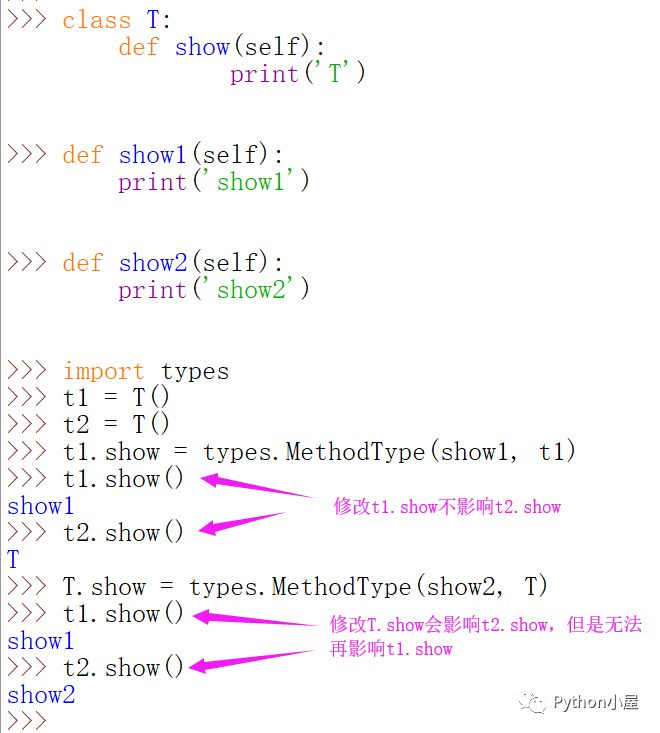 >>> class T:
        def show(self):
                print('T')
>>> def show1(self):
        print('show1')
>>> def show2(self):
        print('show2')
>>> import types
>>> t1 = T()
>>> t2 = T()
>>> t1.show = types.MethodType(show1, t1)
>>> t1.show()
修改t1.show不影响t2.show
show1
>>> t2.show()
T
>>> T.show = types.MethodType(show2, T)
>>> t1.show()
修改T.show会影响t2.show，但是无法
再影响t1.show
show1
>>> t2.show()
show2
>>>
Python小屋